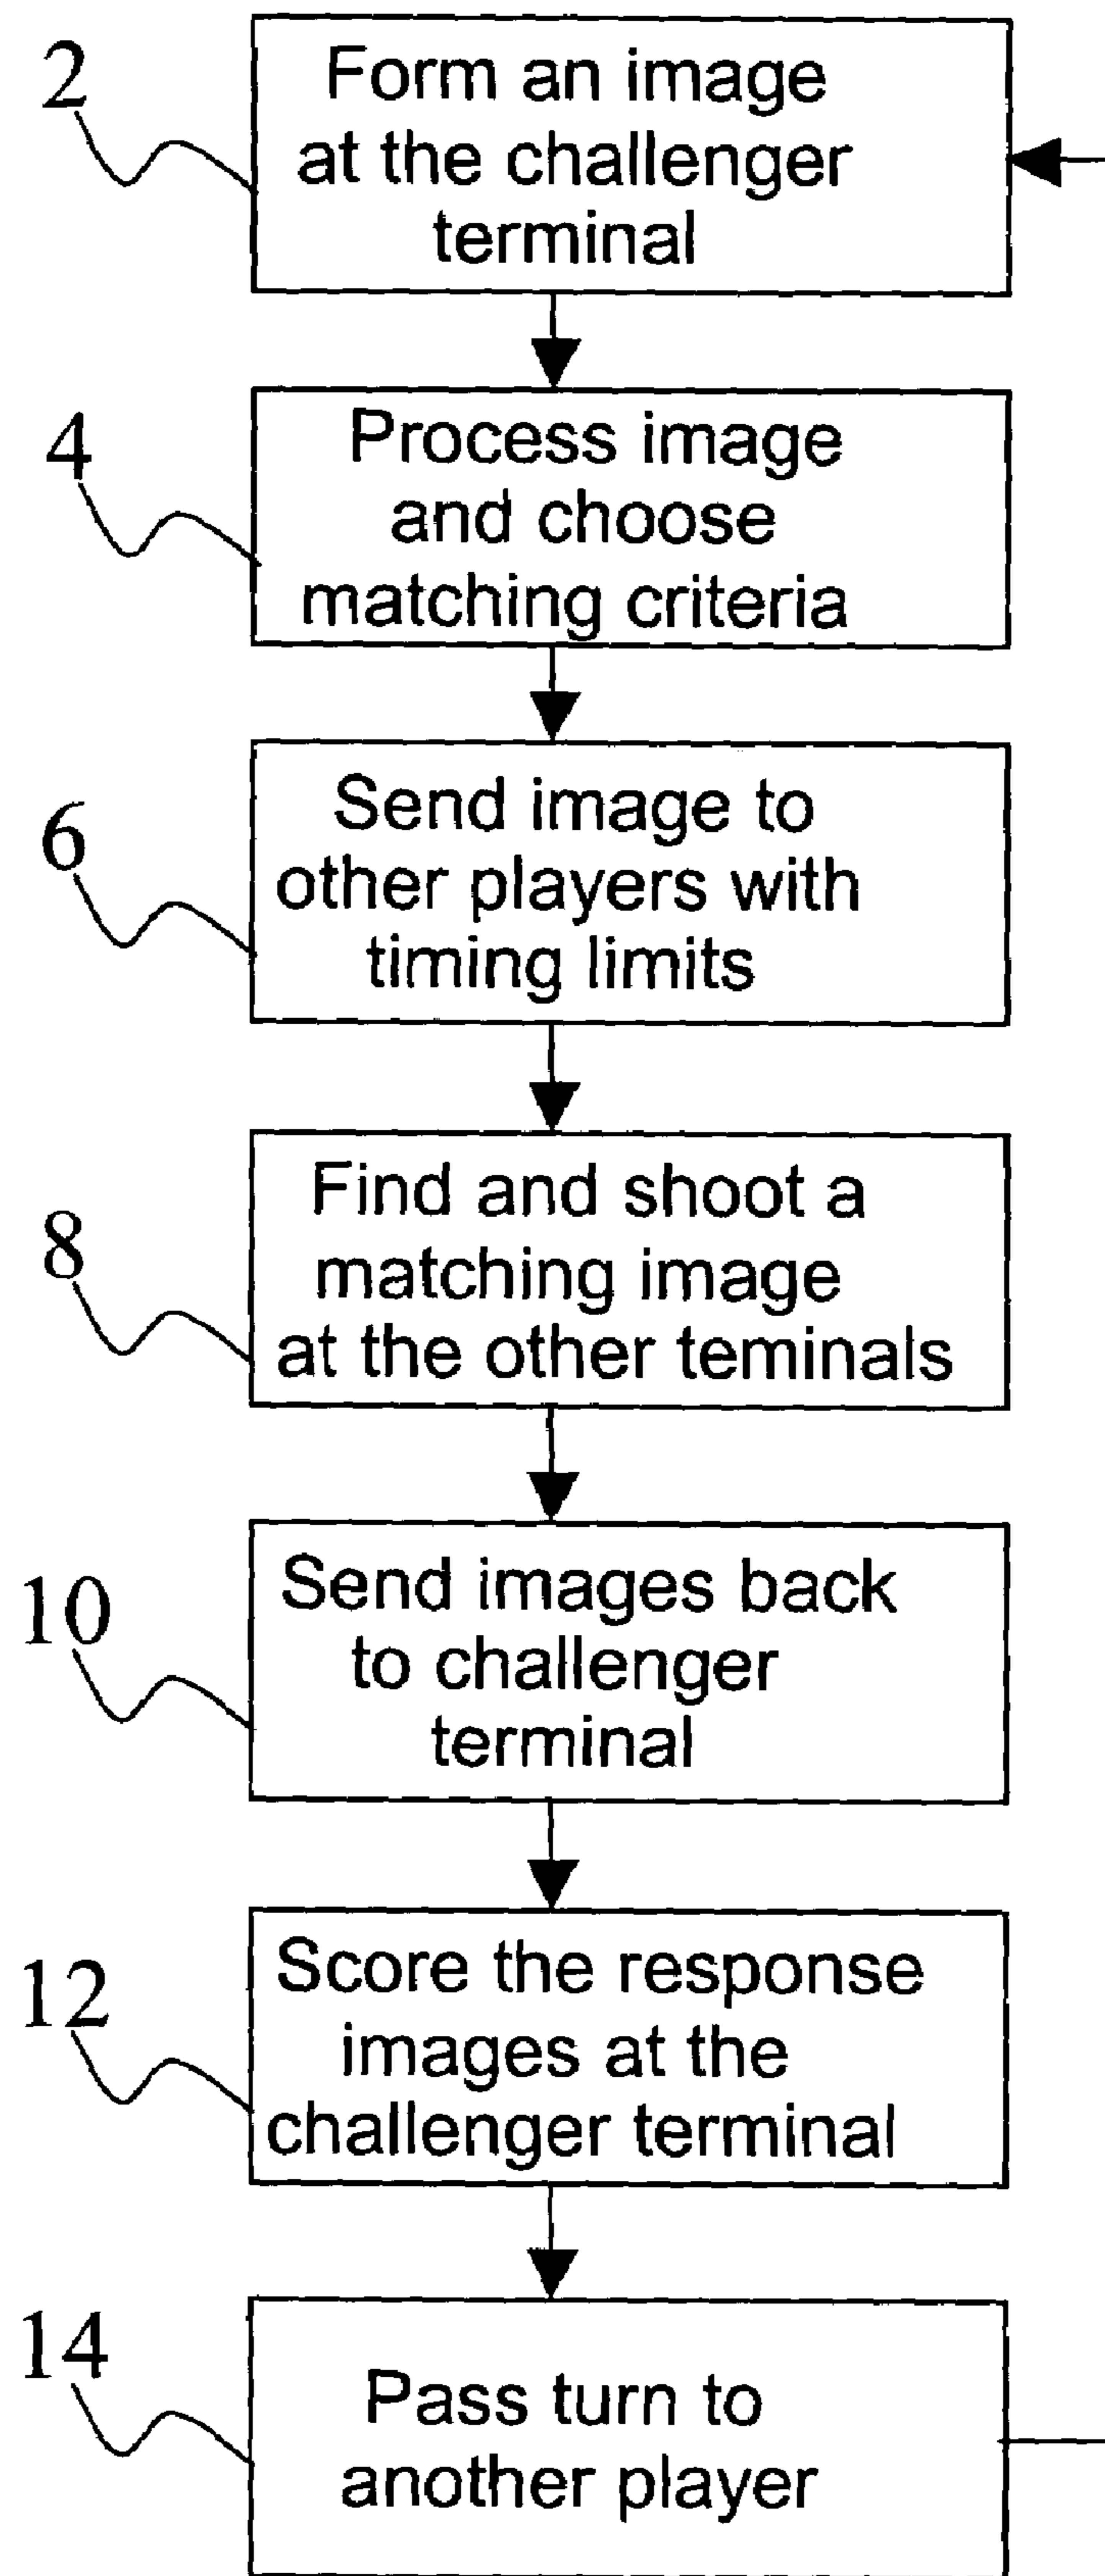 2
Form an image
at the challenger
terminal
4
Process image
and choose
matching criteria
6
Send image to
other players with
timing limits
8
Find and shoot a
matching image
at the other teminals
10
Send images back
to challenger
terminal
12
Score the response
images at the
challenger terminal
14
Pass turn to
another player